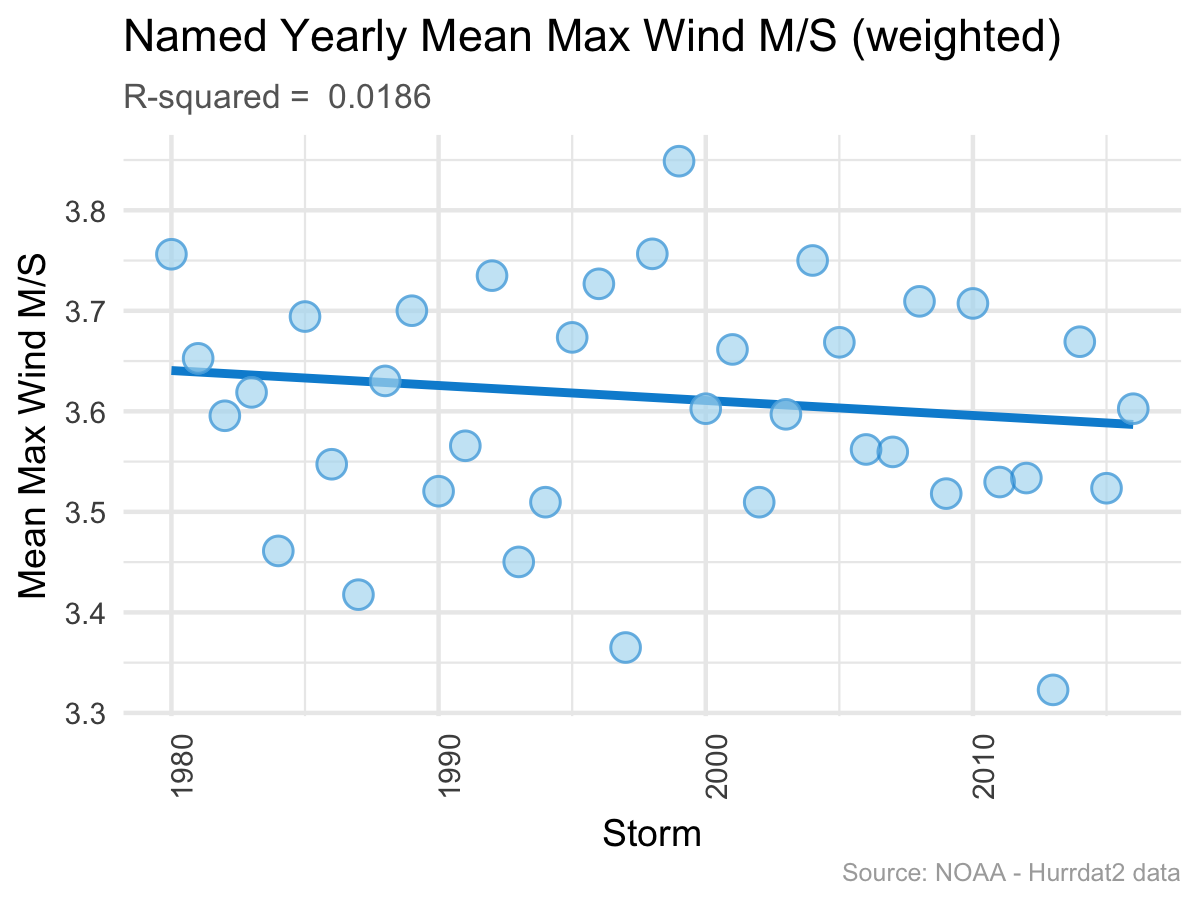 Named Yearly Mean Max Wind M/S (weighted)
R-squared =  0.0186
Mean Max Wind M/S
3.8
3.7
3.6
3.5
3.4
3.3
1980
1990
2000
2010
Storm
Source: NOAA - Hurrdat2 data